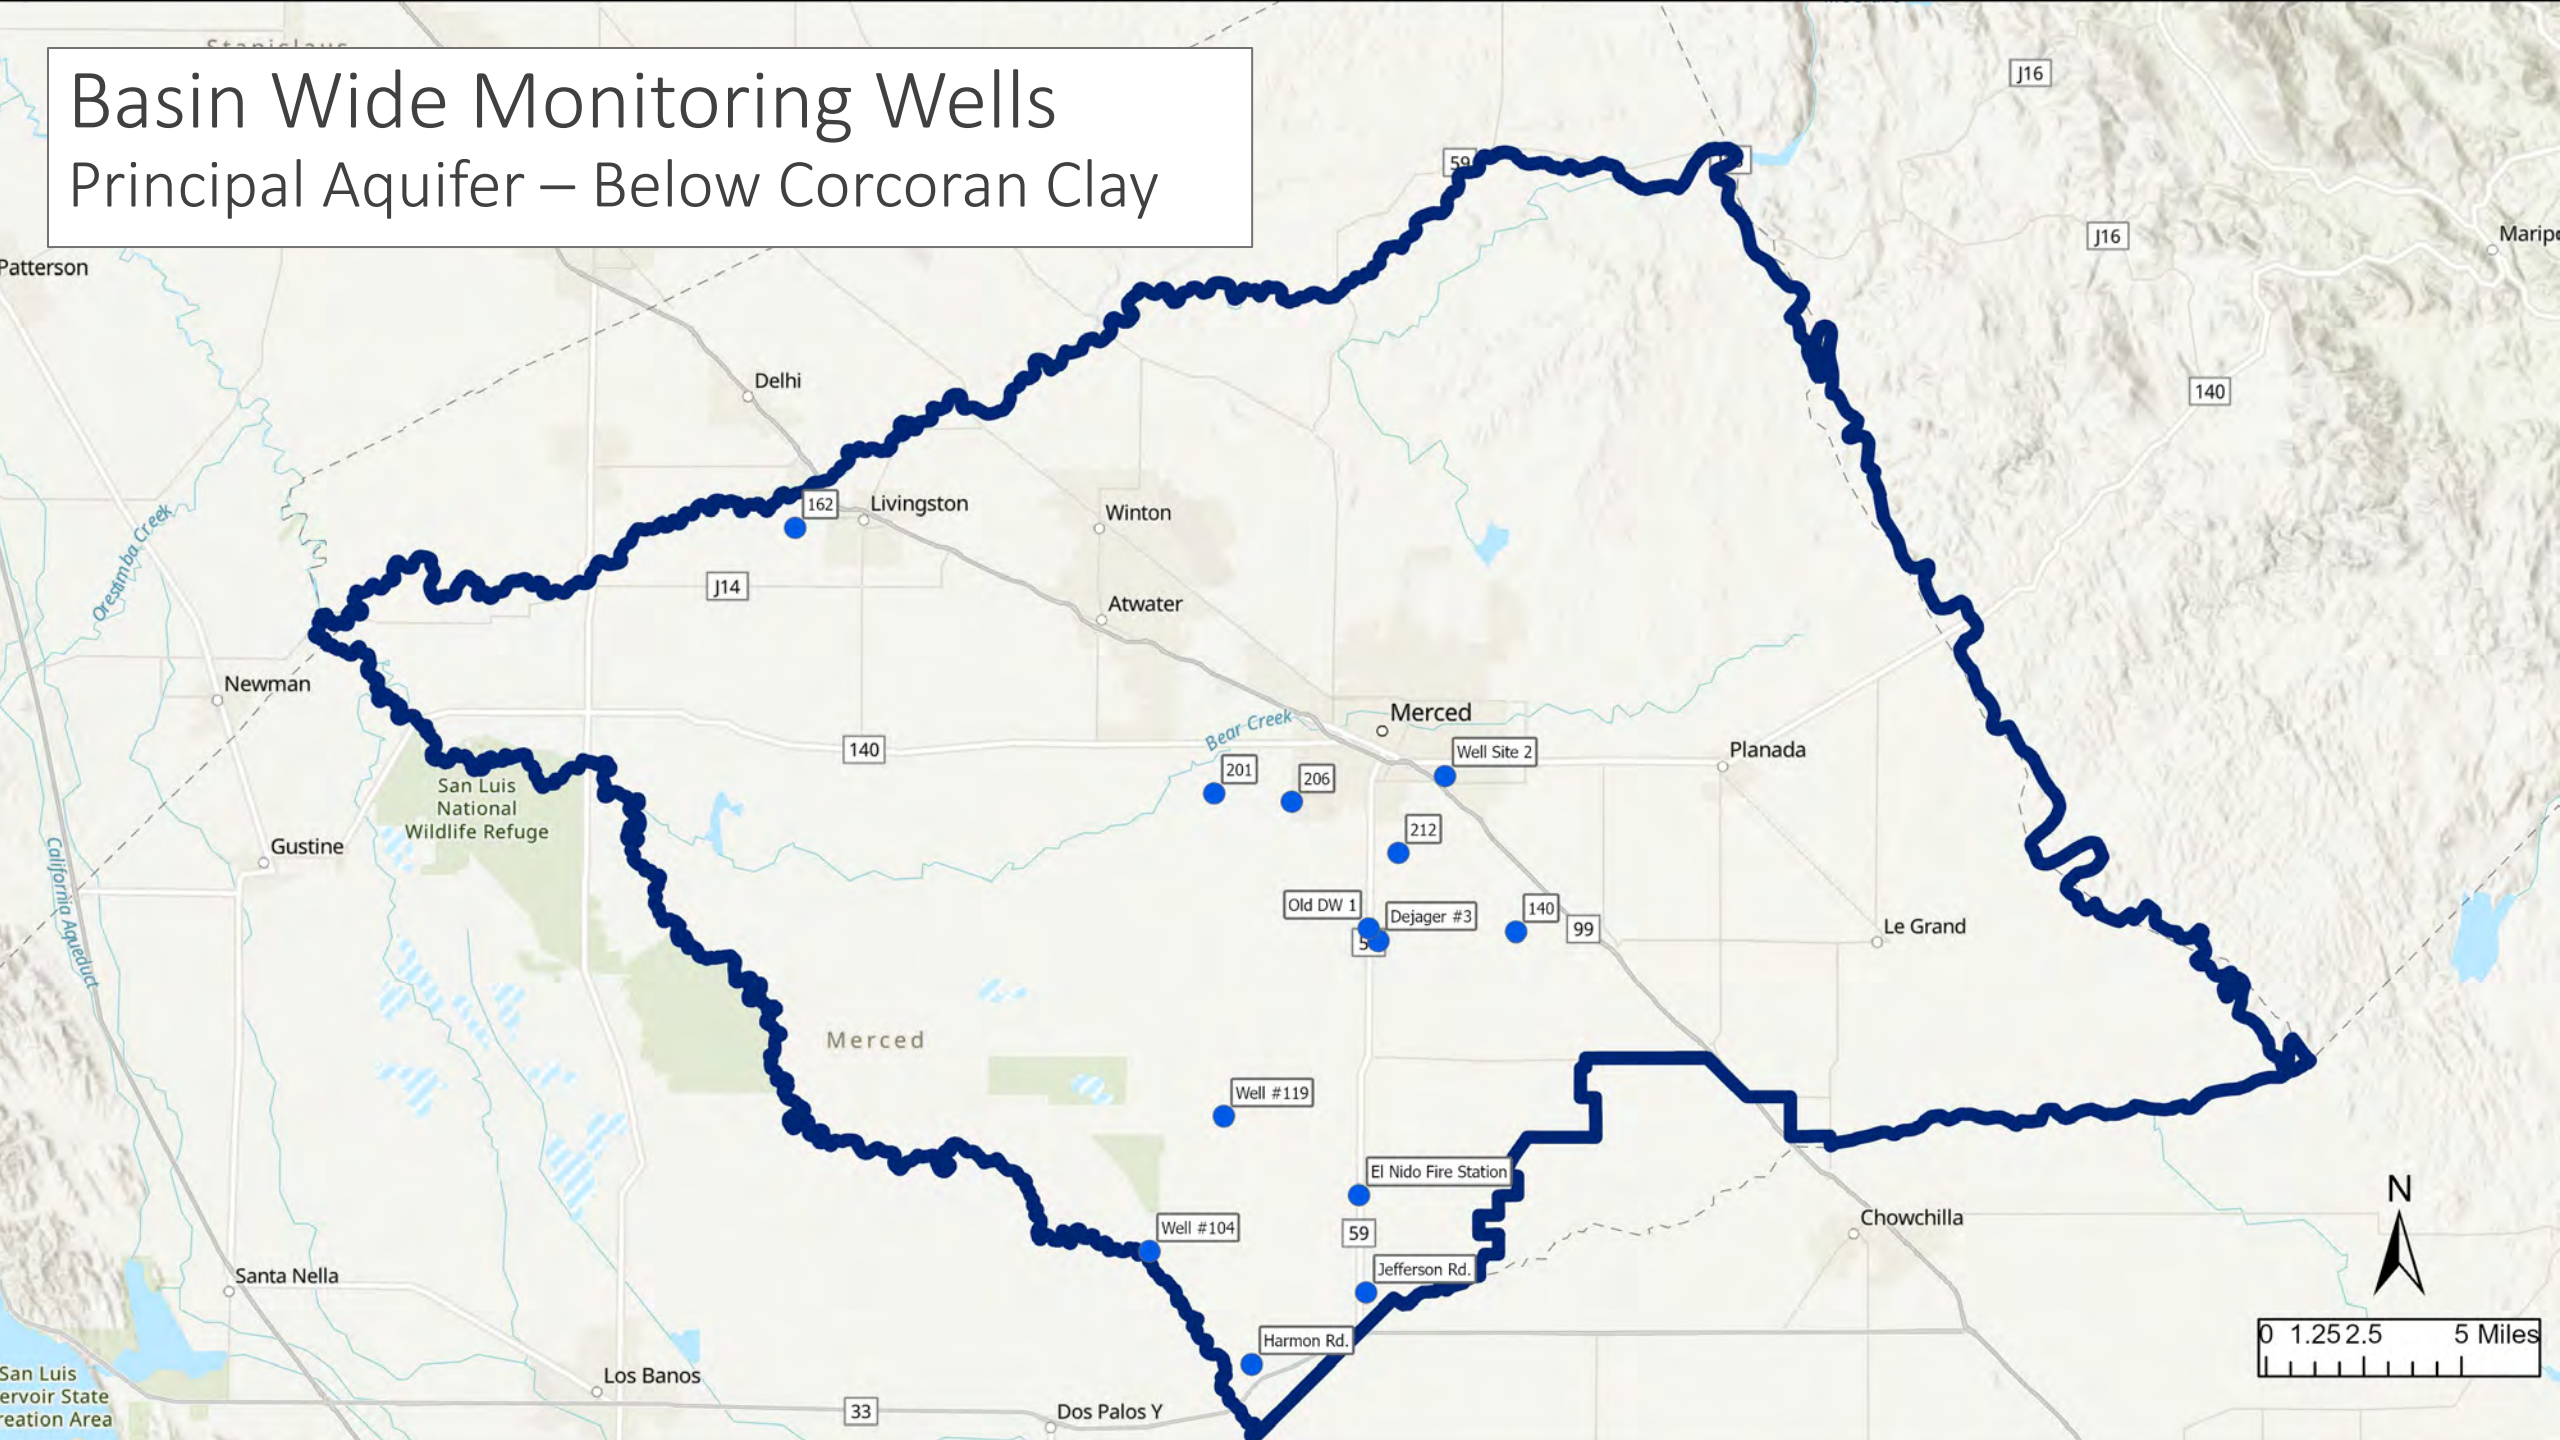 Stanislaus
Basin Wide Monitoring Wells
Principal Aquifer – Below Corcoran Clay
J16
59
J16
Patterson
Delhi
140
162
Livingston
Winton
Orestimba Creek
J14
Atwater
Newman
Merced
Bear Creek
140
Well Site 2
Planada
201
206
San Luis
National
Wildlife Refuge
212
Gustine
California Aqueduct
Old DW 1
Dejager #3
140
99
Le Grand
Merced
Well #119
El Nido Fire Station
Well #104
59
Chowchilla
N
Santa Nella
Jefferson Rd.
Harmon Rd.
0 1.25 2.5 5 Miles
San Luis
Los Banos
33
Dos Palos Y